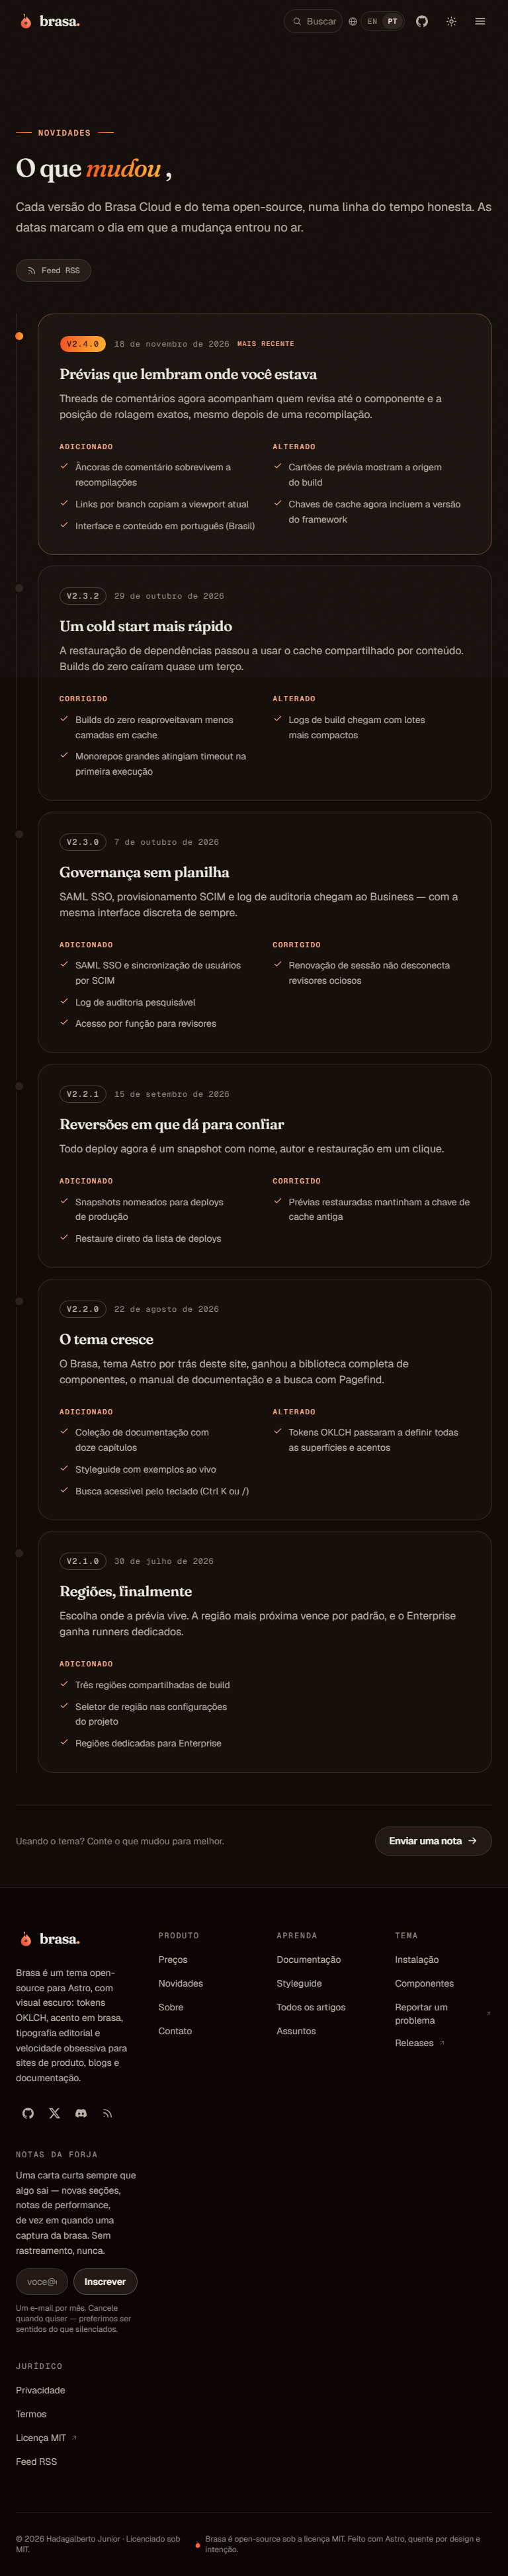 brasa.
Buscar
EN PT
NOVIDADES
O que mudou ,
Cada versão do Brasa Cloud e do tema open-source, numa linha do tempo honesta. As
datas marcam o dia em que a mudança entrou no ar.
Feed RSS
V2.4.0 18 de novembro de 2026 MAIS RECENTE
Prévias que lembram onde você estava
Threads de comentários agora acompanham quem revisa até o componente e a
posição de rolagem exatos, mesmo depois de uma recompilação.
ADICIONADO
Âncoras de comentário sobrevivem a
recompilações
Links por branch copiam a viewport atual
Interface e conteúdo em português (Brasil)
ALTERADO
Cartões de prévia mostram a origem
do build
Chaves de cache agora incluem a versão
do framework
V2.3.2 29 de outubro de 2026
Um cold start mais rápido
A restauração de dependências passou a usar o cache compartilhado por conteúdo.
Builds do zero caíram quase um terço.
CORRIGIDO
Builds do zero reaproveitavam menos
camadas em cache
Monorepos grandes atingiam timeout na
primeira execução
ALTERADO
Logs de build chegam com lotes
mais compactos
V2.3.0 7 de outubro de 2026
Governança sem planilha
SAML SSO, provisionamento SCIM e log de auditoria chegam ao Business — com a
mesma interface discreta de sempre.
ADICIONADO
SAML SSO e sincronização de usuários
por SCIM
Log de auditoria pesquisável
Acesso por função para revisores
CORRIGIDO
Renovação de sessão não desconecta
revisores ociosos
V2.2.1 15 de setembro de 2026
Reversões em que dá para confiar
Todo deploy agora é um snapshot com nome, autor e restauração em um clique.
ADICIONADO
Snapshots nomeados para deploys
de produção
Restaure direto da lista de deploys
CORRIGIDO
Prévias restauradas mantinham a chave de
cache antiga
V2.2.0 22 de agosto de 2026
O tema cresce
O Brasa, tema Astro por trás deste site, ganhou a biblioteca completa de
componentes, o manual de documentação e a busca com Pagefind.
ADICIONADO
Coleção de documentação com
doze capítulos
Styleguide com exemplos ao vivo
Busca acessível pelo teclado (Ctrl K ou /)
ALTERADO
Tokens OKLCH passaram a definir todas
as superfícies e acentos
V2.1.0 30 de julho de 2026
Regiões, finalmente
Escolha onde a prévia vive. A região mais próxima vence por padrão, e o Enterprise
ganha runners dedicados.
ADICIONADO
Três regiões compartilhadas de build
Seletor de região nas configurações
do projeto
Regiões dedicadas para Enterprise
Usando o tema? Conte o que mudou para melhor.
Enviar uma nota
brasa.
Brasa é um tema open-
source para Astro, com
visual escuro: tokens
OKLCH, acento em brasa,
tipografia editorial e
velocidade obsessiva para
sites de produto, blogs e
documentação.
NOTAS DA FORJA
Uma carta curta sempre que
algo sai — novas seções,
notas de performance,
de vez em quando uma
captura da brasa. Sem
rastreamento, nunca.
voce@
Inscrever
Um e-mail por mês. Cancele
quando quiser — preferimos ser
sentidos do que silenciados.
PRODUTO
Preços
Novidades
Sobre
Contato
APRENDA
Documentação
Styleguide
Todos os artigos
Assuntos
TEMA
Instalação
Componentes
Reportar um
problema
Releases
JURÍDICO
Privacidade
Termos
Licença MIT
Feed RSS
© 2026 Hadagalberto Junior · Licenciado sob
MIT.
Brasa é open-source sob a licença MIT. Feito com Astro, quente por design e
intenção.